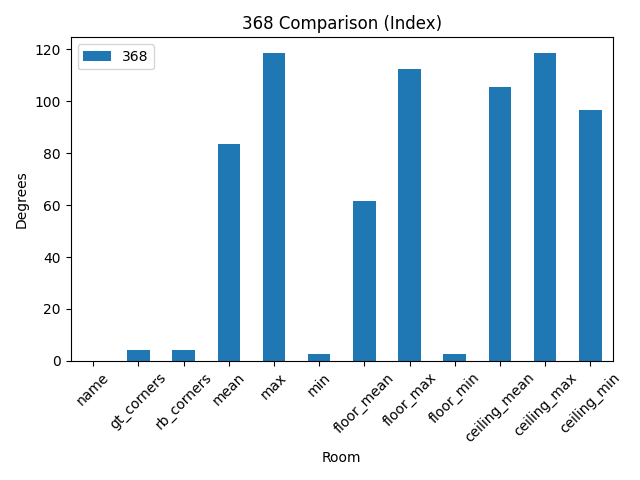 368 Comparison (Index)
368
Degrees
120
100
80
60
40
20
0
name
gt_corners
rb_corners
mean
max
min
floor_mean
floor_max
floor_min
ceiling_mean
ceiling_max
ceiling_min
Room